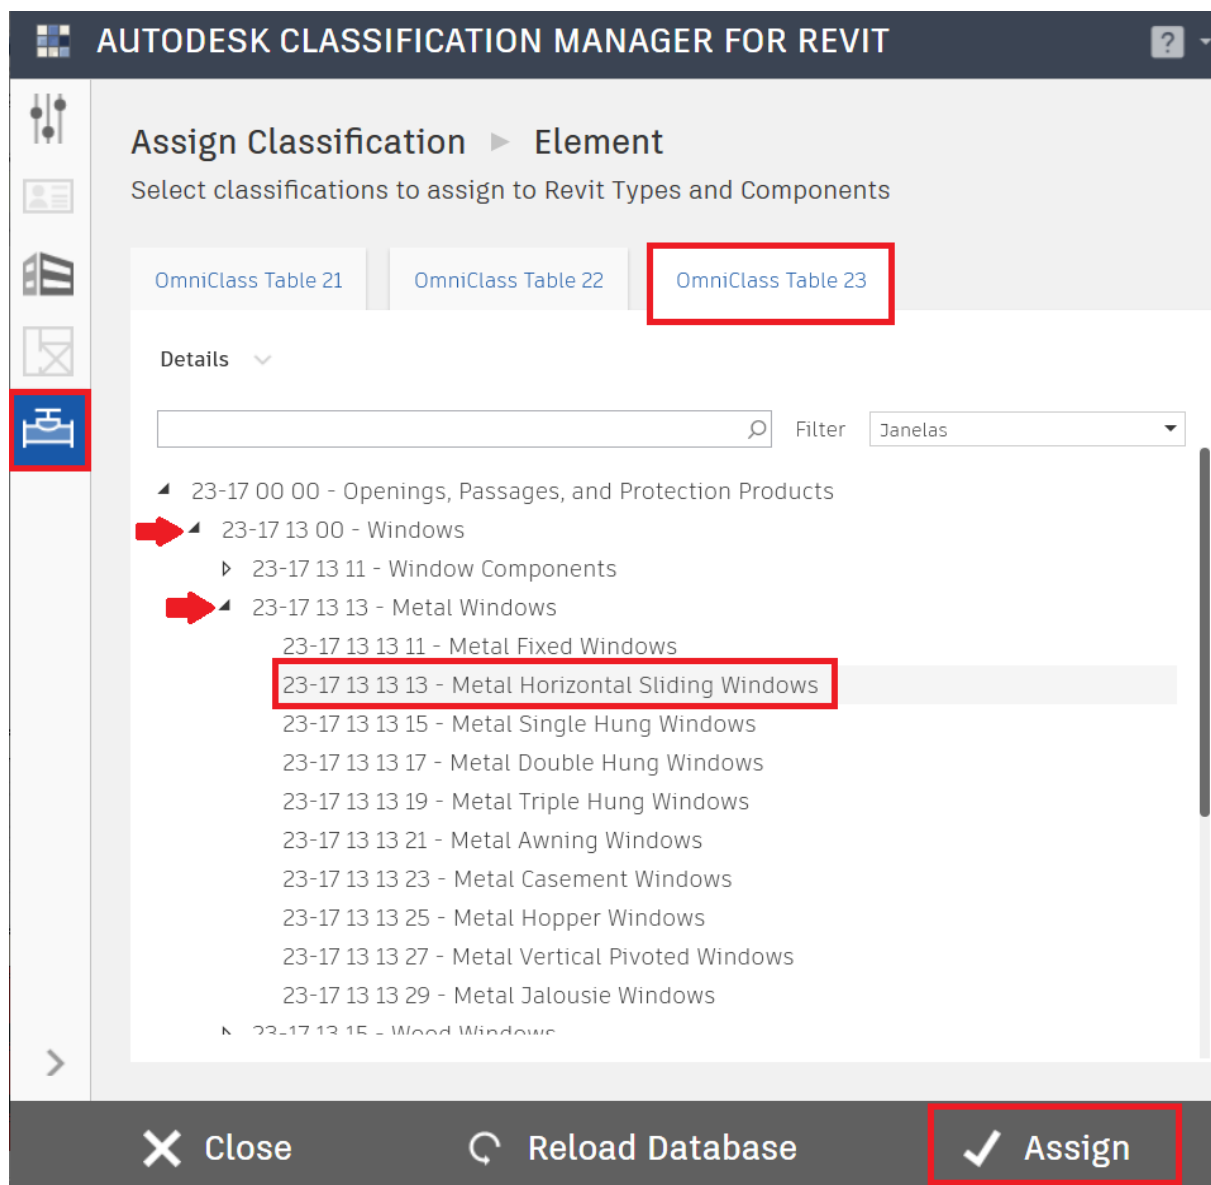 AUTODESK CLASSIFICATION MANAGER FOR REVIT ?
Assign Classification Element
Select classifications to assign to Revit Types and Components
OmniClass Table 21 OmniClass Table 22 OmniClass Table 23
Details
Filter Janelas
23-17 00 00 - Openings, Passages, and Protection Products
23-17 13 00 - Windows
23-17 13 11 - Window Components
23-17 13 13 - Metal Windows
23-17 13 13 11 - Metal Fixed Windows
23-17 13 13 13 - Metal Horizontal Sliding Windows
23-17 13 13 15 - Metal Single Hung Windows
23-17 13 13 17 - Metal Double Hung Windows
23-17 13 13 19 - Metal Triple Hung Windows
23-17 13 13 21 - Metal Awning Windows
23-17 13 13 23 - Metal Casement Windows
23-17 13 13 25 - Metal Hopper Windows
23-17 13 13 27 - Metal Vertical Pivoted Windows
23-17 13 13 29 - Metal Jalousie Windows
23-17 13 15 - Wood Windows
Close Reload Database Assign